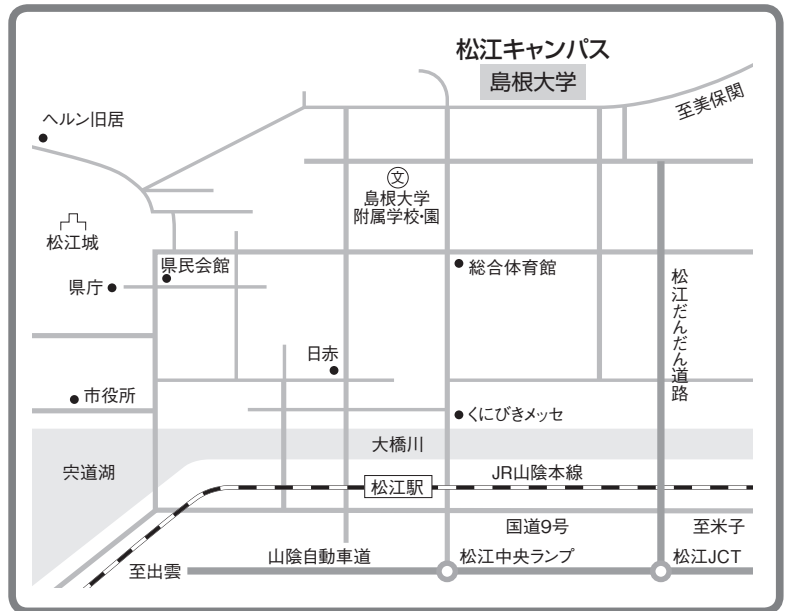 松江キャンパス
島根大学
至美保関
ヘルン旧居
文
島根大学
附属学校・園
松江城
県民会館
総合体育館
県庁
松江だんだん道路
日赤
市役所
くにびきメッセ
大橋川
宍道湖
JR山陰本線
松江駅
国道9号
至米子
山陰自動車道
松江中央ランプ
松江JCT
至出雲